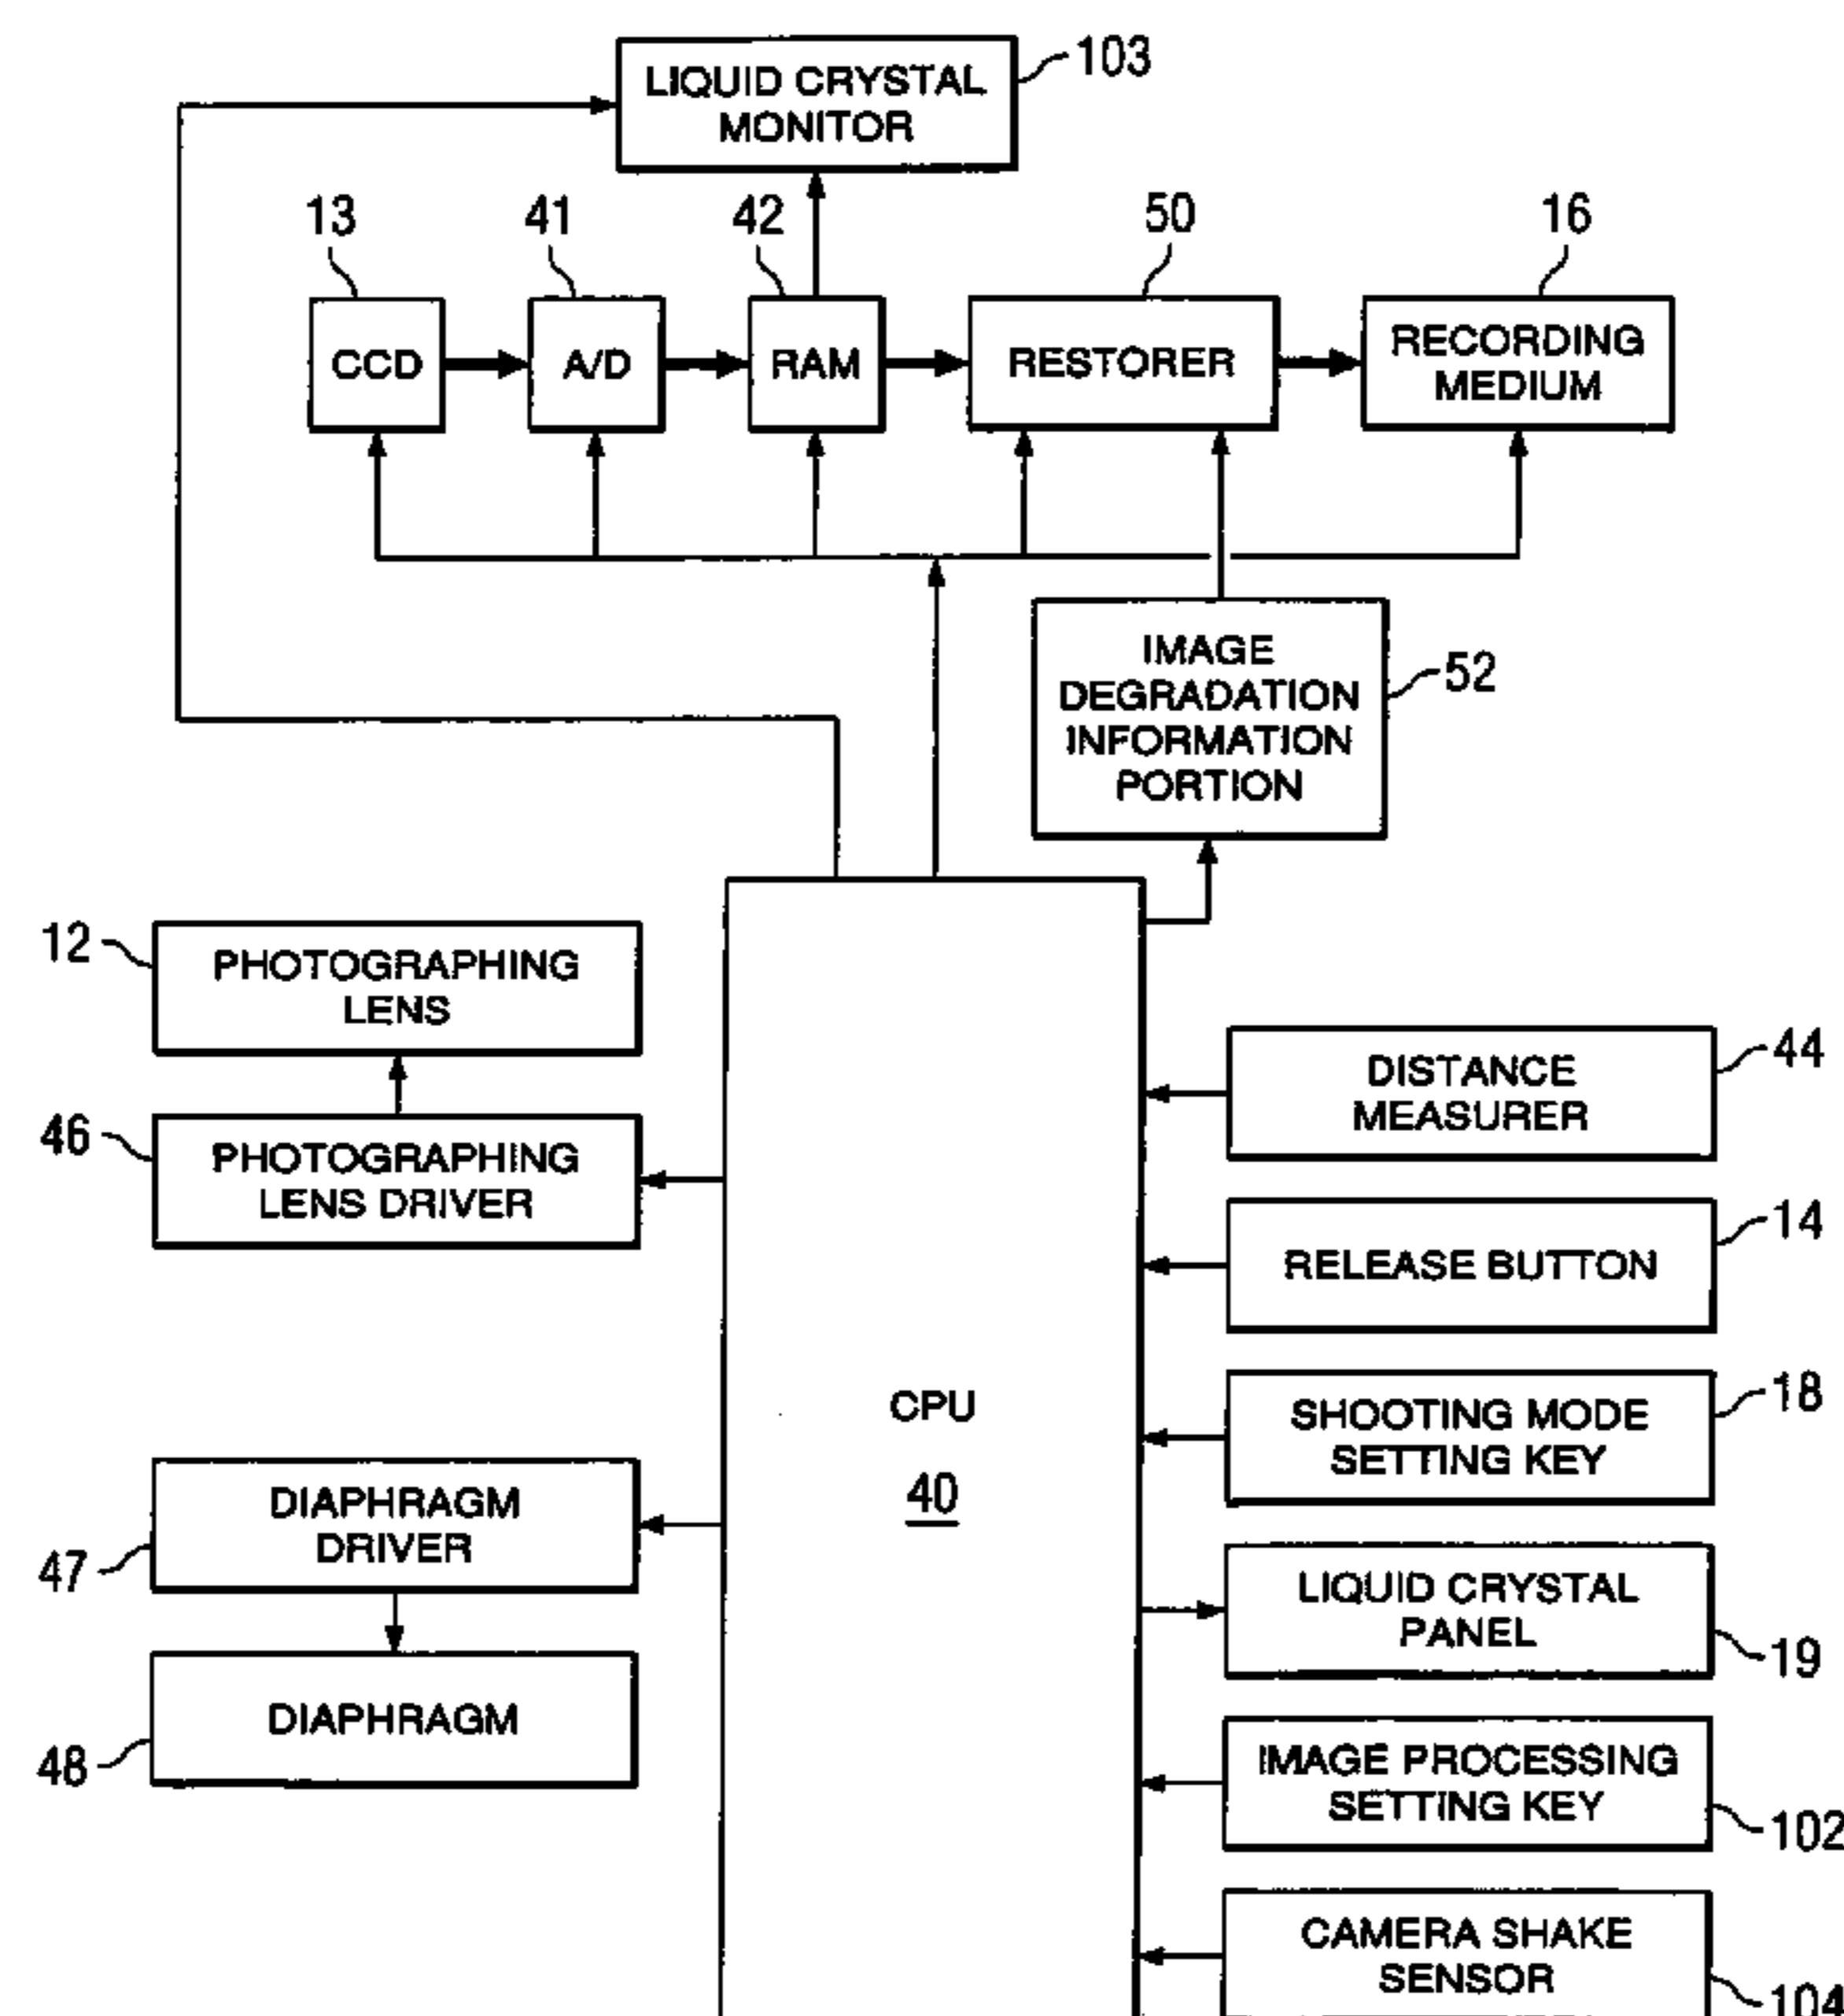 LIQUID CRYSTAL
MONITOR
103
13
41
42
50
16
CCD
A/D
RAM
RESTORER
RECORDING
MEDIUM
IMAGE
DEGRADATION
INFORMATION
PORTION
52
12
PHOTOGRAPHING
LENS
46
PHOTOGRAPHING
LENS DRIVER
DISTANCE
MEASURER
44
RELEASE BUTTON
14
CPU
40
SHOOTING MODE
SETTING KEY
18
DIAPHRAGM
DRIVER
47
LIQUID CRYSTAL
PANEL
19
DIAPHRAGM
48
IMAGE PROCESSING
SETTING KEY
102
CAMERA SHAKE
SENSOR
104